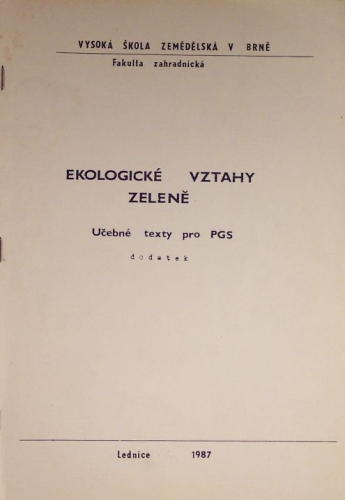 VYSOKÁ ŠKOLA ZEMĚDĚLSKÁ V BRNĚ
Fakulta zahradnická
EKOLOGICKÉ VZTAHY
ZELENĚ
Učebné texty pro PGS
dodatek
Lednice 1987